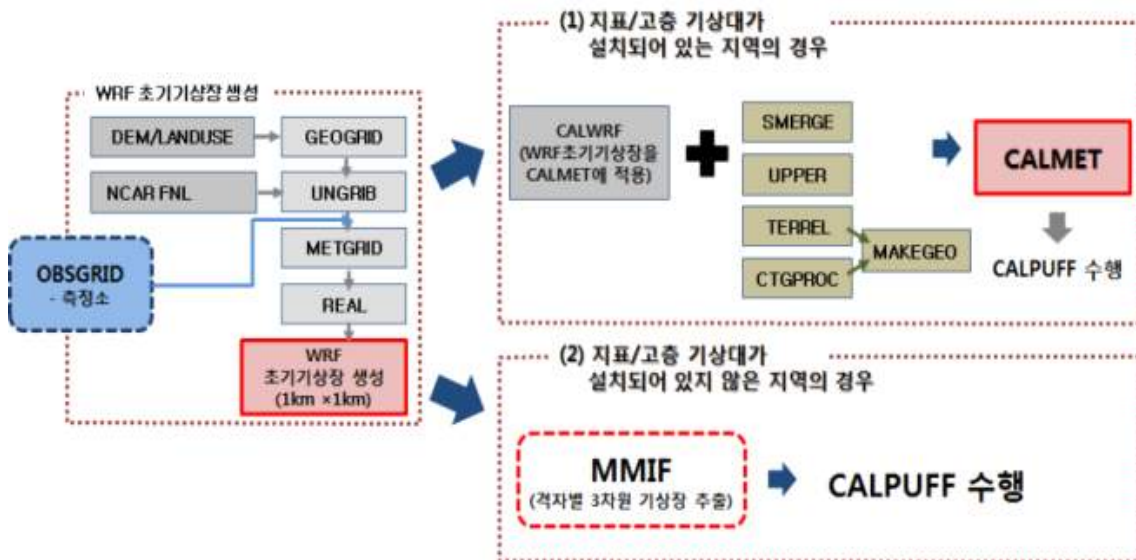 WRF 초기기상장 생성
DEM/LANDUSE
GEOGRID
NCAR FNL
UNGRIB
OBSGRID
- 측정소
METGRID
REAL
WRF
초기기상장 생성
(1km ×1km)
(1) 지표/고층 기상대가
설치되어 있는 지역의 경우
CALWRF
(WRF초기기상장을
CALMET에 적용)
SMERGE
UPPER
TERREL
CTGPROC
MAKEGEO
CALMET
CALPUFF 수행
(2) 지표/고층 기상대가
설치되어 있지 않은 지역의 경우
MMIF
(격자별 3차원 기상장 추출)
CALPUFF 수행